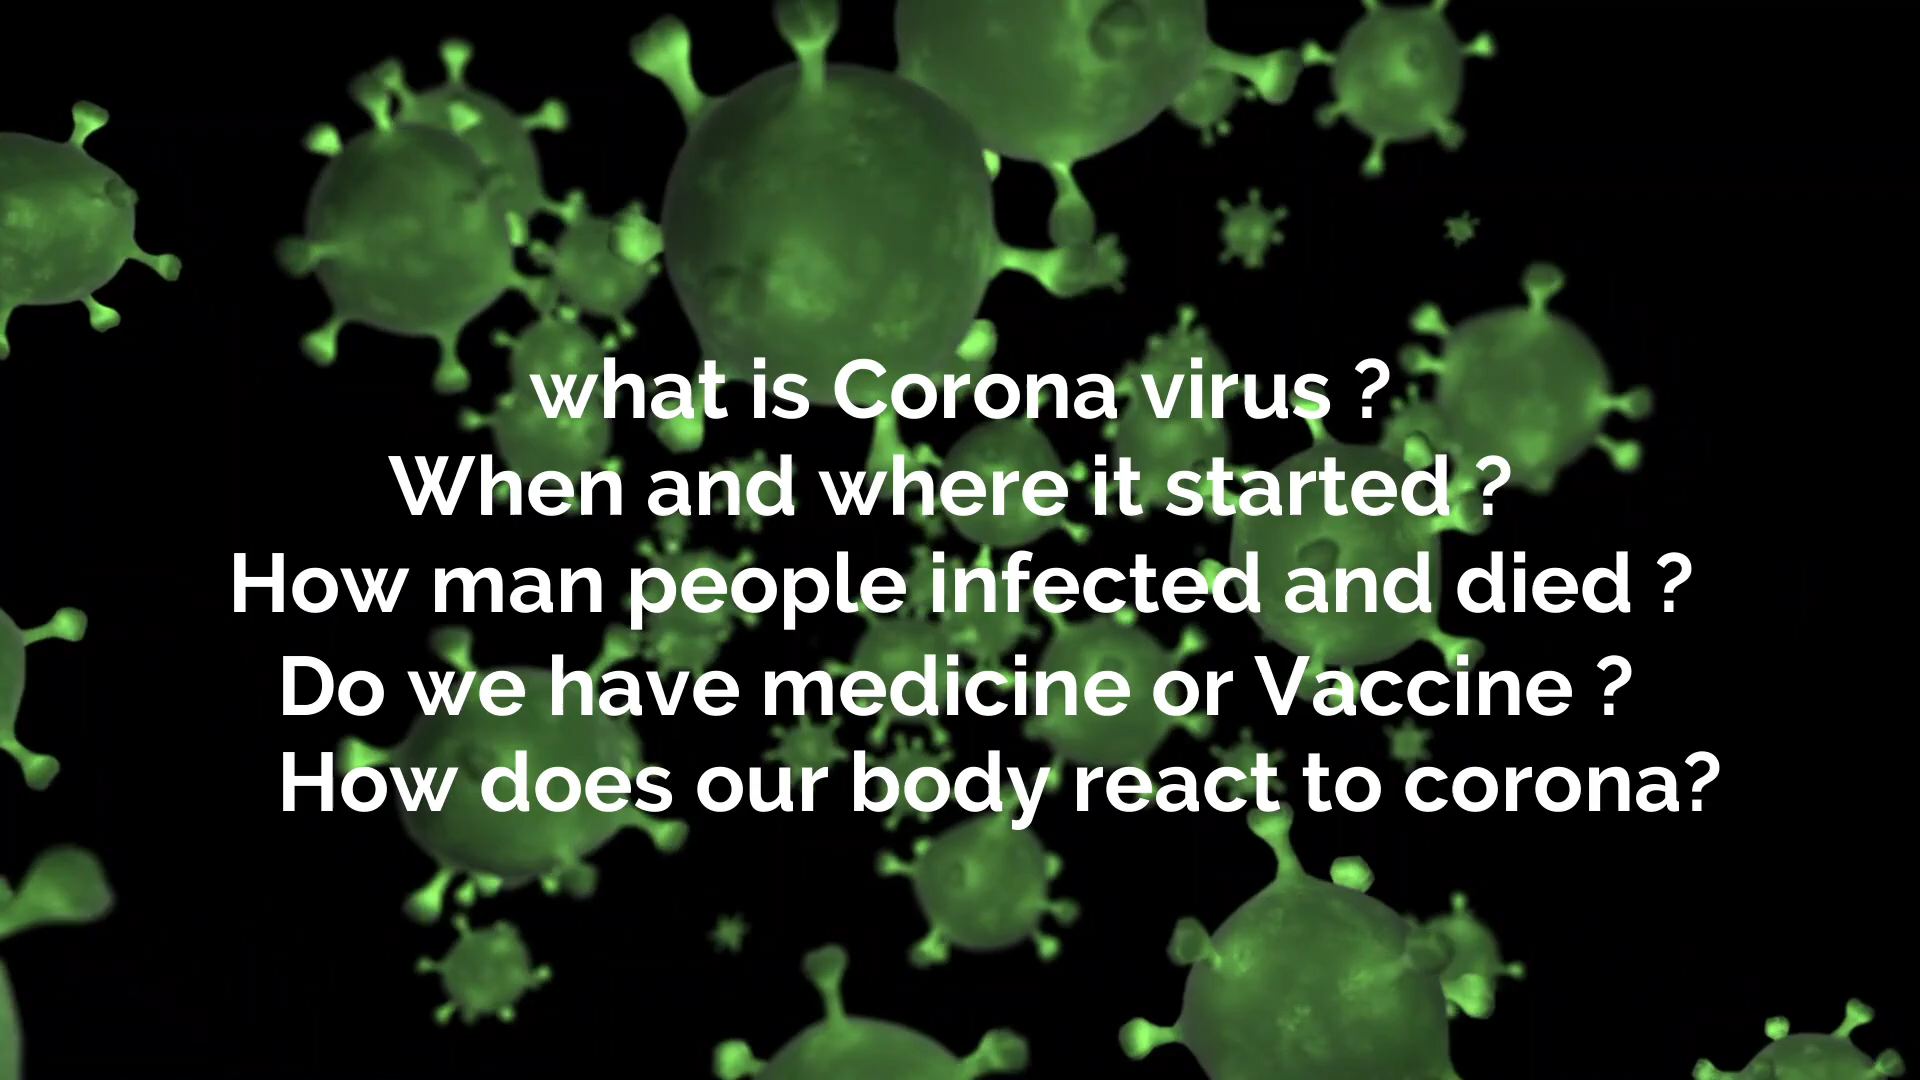 what is Corona virus ?
When and where it started ?
How man people infected and died ?
Do we have medicine or Vaccine ?
How does our body react to corona?